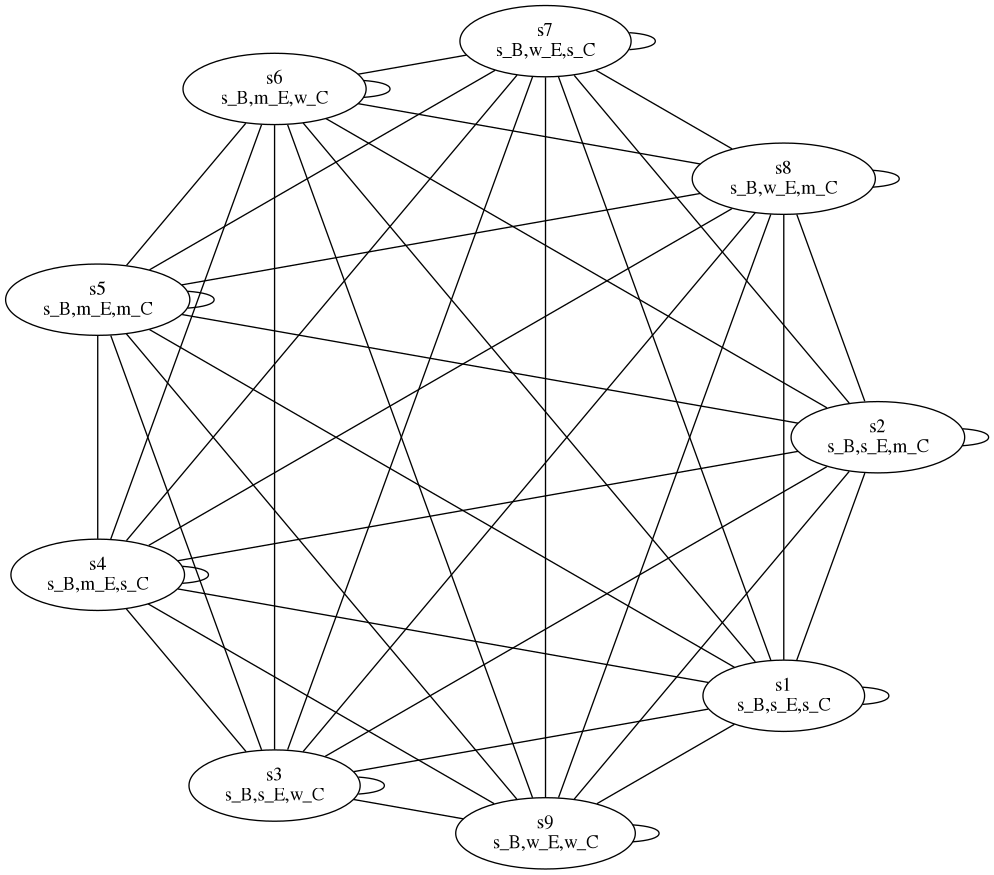 s7
s_B,w_E,s_C
s6
s_B,m_E,w_C
s8
s_B,w_E,m_C
s5
s_B,m_E,m_C
s2
s_B,s_E,m_C
s4
s_B,m_E,s_C
s1
s_B,s_E,s_C
s3
s_B,s_E,w_C
s9
s_B,w_E,w_C